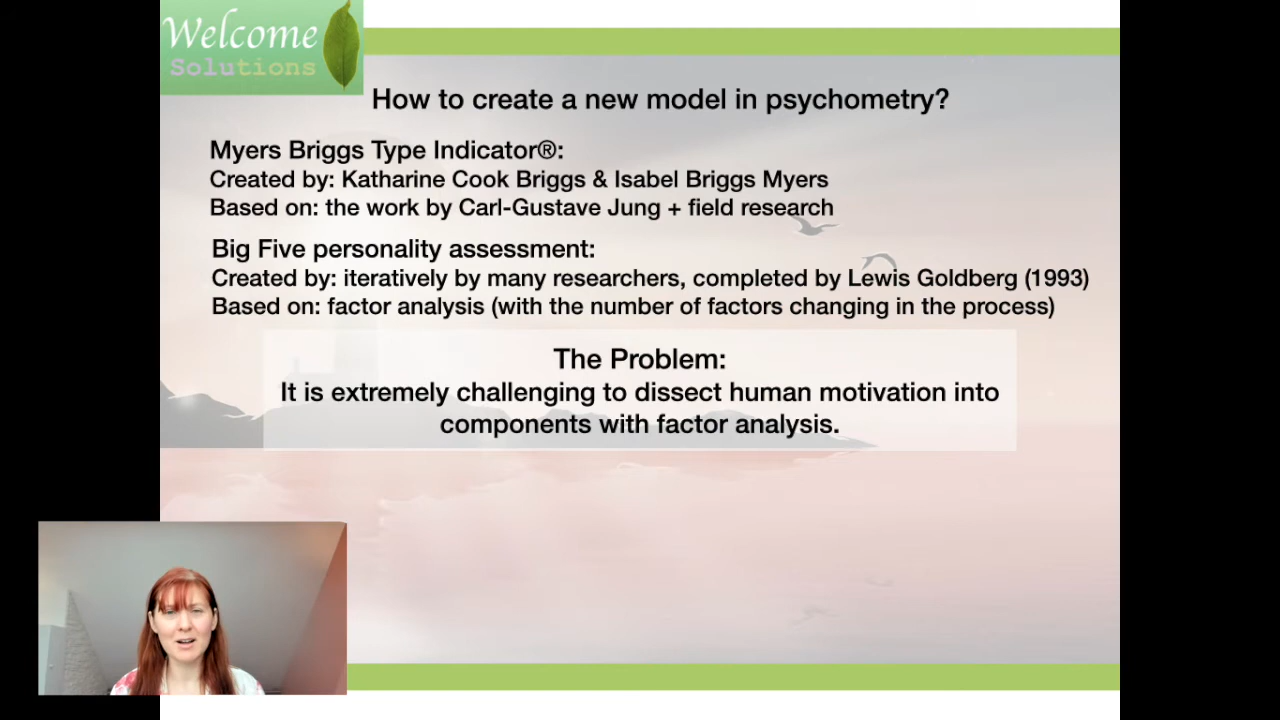 Welcome
Solutions
How to create a new model in psychometry?
Myers Briggs Type Indicator®:
Created by: Katharine Cook Briggs & Isabel Briggs Myers
Based on: the work by Carl-Gustave Jung + field research
Big Five personality assessment:
Created by: iteratively by many researchers, completed by Lewis Goldberg (1993)
Based on: factor analysis (with the number of factors changing in the process)
The Problem:
It is extremely challenging to dissect human motivation into
components with factor analysis.